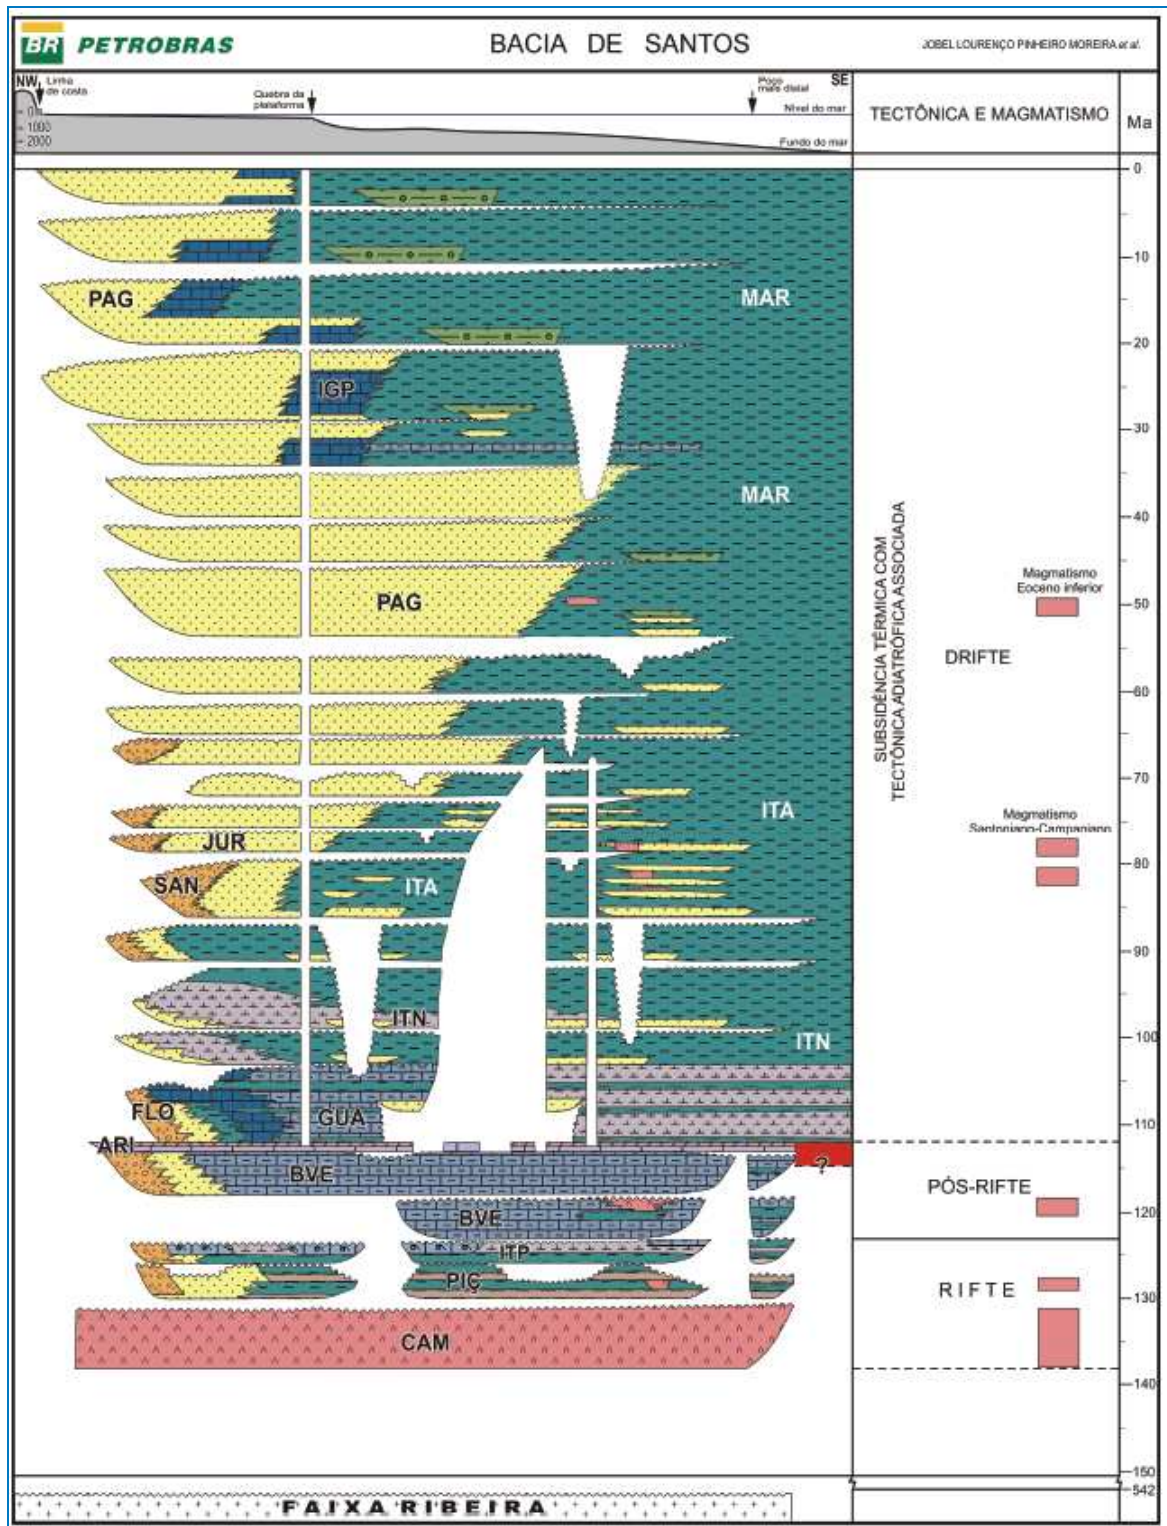 BR PETROBRAS
BACIA DE SANTOS
JOBEL LOURENÇO PINHEIRO MOREIRA et al.
NW
Linha de costa
Quebra da plataforma
Poço mais distal
SE
Nível do mar
Fundo do mar
0
1000
2000
TECTÔNICA E MAGMATISMO
Ma
PAG
MAR
IGP
MAR
PAG
ITA
JUR
SAN
ITA
ITN
ITN
FLO
GUA
ARI
BVE
?
BVE
ITP
PIÇ
CAM
FAIXA RIBEIRA
SUBSIDÊNCIA TÉRMICA COM
TECTÔNICA ADIATRÓFICA ASSOCIADA
Magmatismo
Eoceno inferior
DRIFTE
Magmatismo
Santoniano-Campaniano
PÓS-RIFTE
RIFTE
0
10
20
30
40
50
60
70
80
90
100
110
120
130
140
150
542